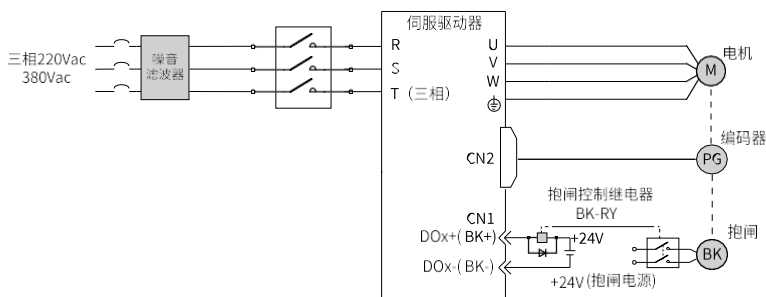 伺服驱动器
三相220Vac
380Vac
噪音
滤波器
R
S
T（三相）
U
V
W
M
电机
CN2
PG
编码器
抱闸控制继电器
BK-RY
CN1
DOx+(BK+)
+24V
DOx-(BK-)
+24V(抱闸电源)
BK
抱闸